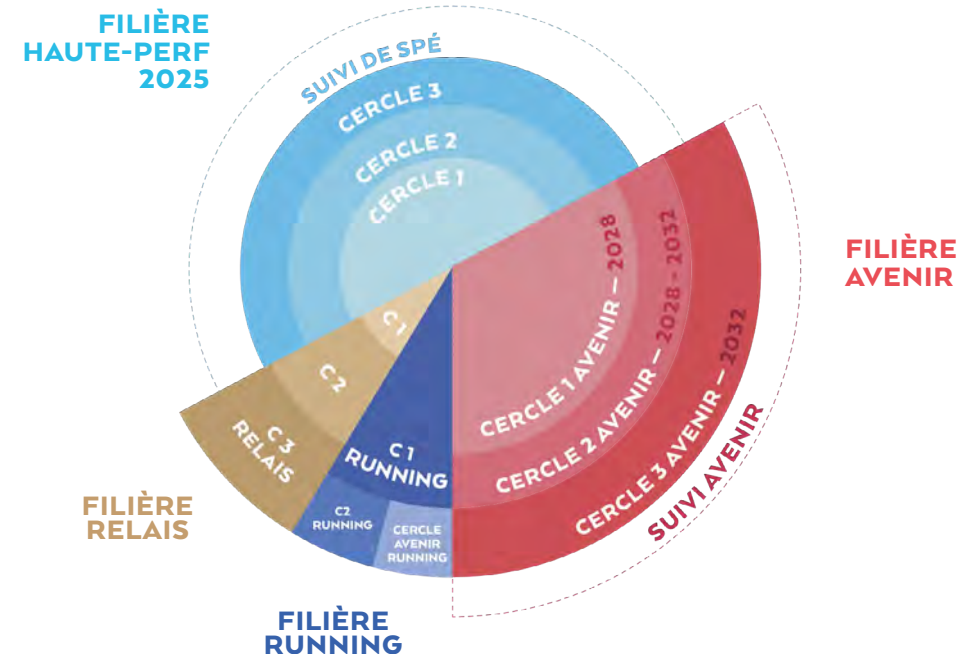 FILIÈRE
HAUTE-PERF
2025
SUIVI DE SPÉ
CERCLE 3
CERCLE 2
CERCLE 1
FILIÈRE
AVENIR
CERCLE 1 AVENIR – 2028
CERCLE 2 AVENIR – 2028 - 2032
CERCLE 3 AVENIR – 2032
SUIVI AVENIR
C 1
C 2
C 3
RELAIS
FILIÈRE
RELAIS
C 1
RUNNING
C2
RUNNING
CERCLE
AVENIR
RUNNING
FILIÈRE
RUNNING